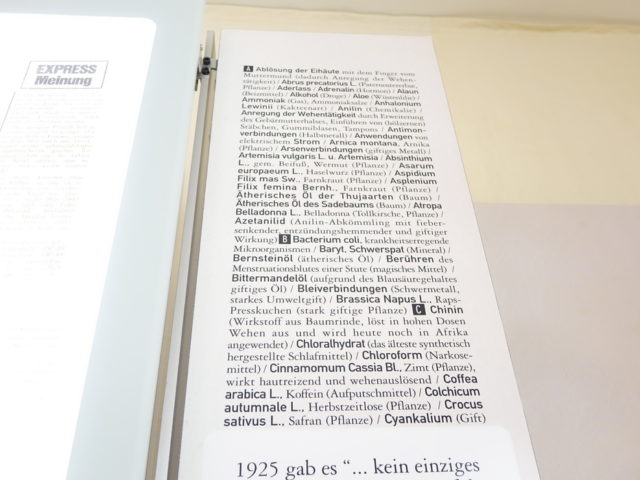 EXPRESS
Meinung
A Ablösung der Eihäute mit dem Finger vom
Muttermund (dadurch Anregung der Wehen-
tätigkeit) / Abrus precatorius L. (Paternostererbse,
Pflanze) / Aderlass / Adrenalin (Hormon) / Alaun
(Beizmittel) / Alkohol (Droge) / Aloe (Wüstenlilie) /
Ammoniak (Gas), Ammoniaksalze / Anhalonium
Lewinii (Kakteenart) / Anilin (Chemikalie) /
Anregung der Wehentätigkeit durch Erweiterung
des Gebärmutterhalses, Einführen von (hölzernen)
Stäbchen, Gummiblasen, Tampons / Antimon-
verbindungen (Halbmetall) / Anwendungen von
elektrischem Strom / Arnica montana, Arnika
(Pflanze) / Arsenverbindungen (giftiges Metall) /
Artemisia vulgaris L. u. Artemisia / Absinthium
L., gem. Beifuß, Wermut (Pflanze) / Asarum
europaeum L., Haselwurz (Pflanze) / Aspidium
Filix mas Sw., Farnkraut (Pflanze) / Asplenium
Filix femina Bernh., Farnkraut (Pflanze) /
Ätherisches Öl der Thujaarten (Baum) /
Ätherisches Öl des Sadebaums (Baum) / Atropa
Belladonna L., Belladonna (Tollkirsche, Pflanze) /
Azetanilid (Anilin-Abkömmling mit fieber-
senkender, entzündungshemmender und giftiger
Wirkung) B Bacterium coli, krankheitserregende
Mikroorganismen / Baryt, Schwerspat (Mineral) /
Bernsteinöl (ätherisches Öl) / Berühren des
Menstruationsblutes einer Stute (magisches Mittel) /
Bittermandelöl (aufgrund des Blausäuregehaltes
giftiges Öl) / Bleiverbindungen (Schwermetall,
starkes Umweltgift) / Brassica Napus L., Raps-
Presskuchen (stark giftige Pflanze) C Chinin
(Wirkstoff aus Baumrinde, löst in hohen Dosen
Wehen aus und wird heute noch in Afrika
angewendet) / Chloralhydrat (das älteste synthetisch
hergestellte Schlafmittel) / Chloroform (Narkose-
mittel) / Cinnamomum Cassia Bl., Zimt (Pflanze),
wirkt hautreizend und wehenauslösend / Coffea
arabica L., Koffein (Aufputschmittel) / Colchicum
autumnale L., Herbstzeitlose (Pflanze) / Crocus
sativus L., Safran (Pflanze) / Cyankalium (Gift)
1925 gab es “... kein einziges